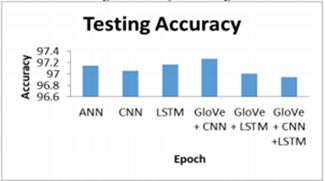 Testing Accuracy
Accuracy
97.4
97.2
97
96.8
96.6
ANN CNN LSTM GloVe GloVe GloVe
+ CNN + LSTM + CNN
+LSTM
Epoch